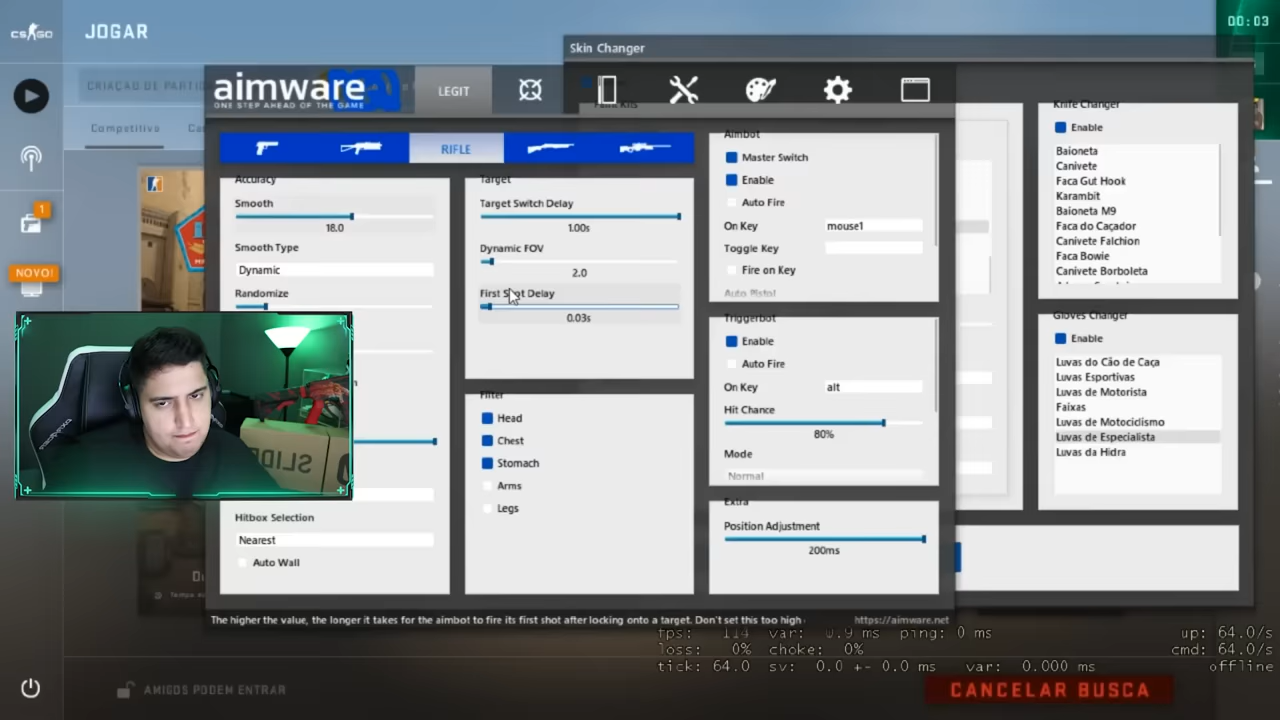 CS:GO
JOGAR
00:03
Skin Changer
aimware
ONE STEP AHEAD OF THE GAME
LEGIT
CRIAÇÃO DE PARTI
Paint Kits
Competitivo
RIFLE
Accuracy
Smooth
18.0
Smooth Type
Dynamic
Randomize
Hitbox Selection
Nearest
Auto Wall
Target
Target Switch Delay
1.00s
Dynamic FOV
2.0
First Shot Delay
0.03s
Filter
Head
Chest
Stomach
Arms
Legs
Aimbot
Master Switch
Enable
Auto Fire
On Key
mouse1
Toggle Key
Fire on Key
Auto Pistol
Triggerbot
Enable
Auto Fire
On Key
alt
Hit Chance
80%
Mode
Normal
Extra
Position Adjustment
200ms
Knife Changer
Enable
Baioneta
Canivete
Faca Gut Hook
Karambit
Baioneta M9
Faca do Caçador
Canivete Falchion
Faca Bowie
Canivete Borboleta
Gloves Changer
Enable
Luvas do Cão de Caça
Luvas Esportivas
Luvas de Motorista
Faixas
Luvas de Motociclismo
Luvas de Especialista
Luvas da Hidra
1
NOVO!
SLIDE
The higher the value, the longer it takes for the aimbot to fire its first shot after locking onto a target. Don't set this too high
https://aimware.net
fps: 114 var: 0.9 ms ping: 0 ms
loss: 0% choke: 0%
tick: 64.0 sv: 0.0 +- 0.0 ms var: 0.000 ms
up: 64.0/s
cmd: 64.0/s
offline
AMIGOS PODEM ENTRAR
CANCELAR BUSCA